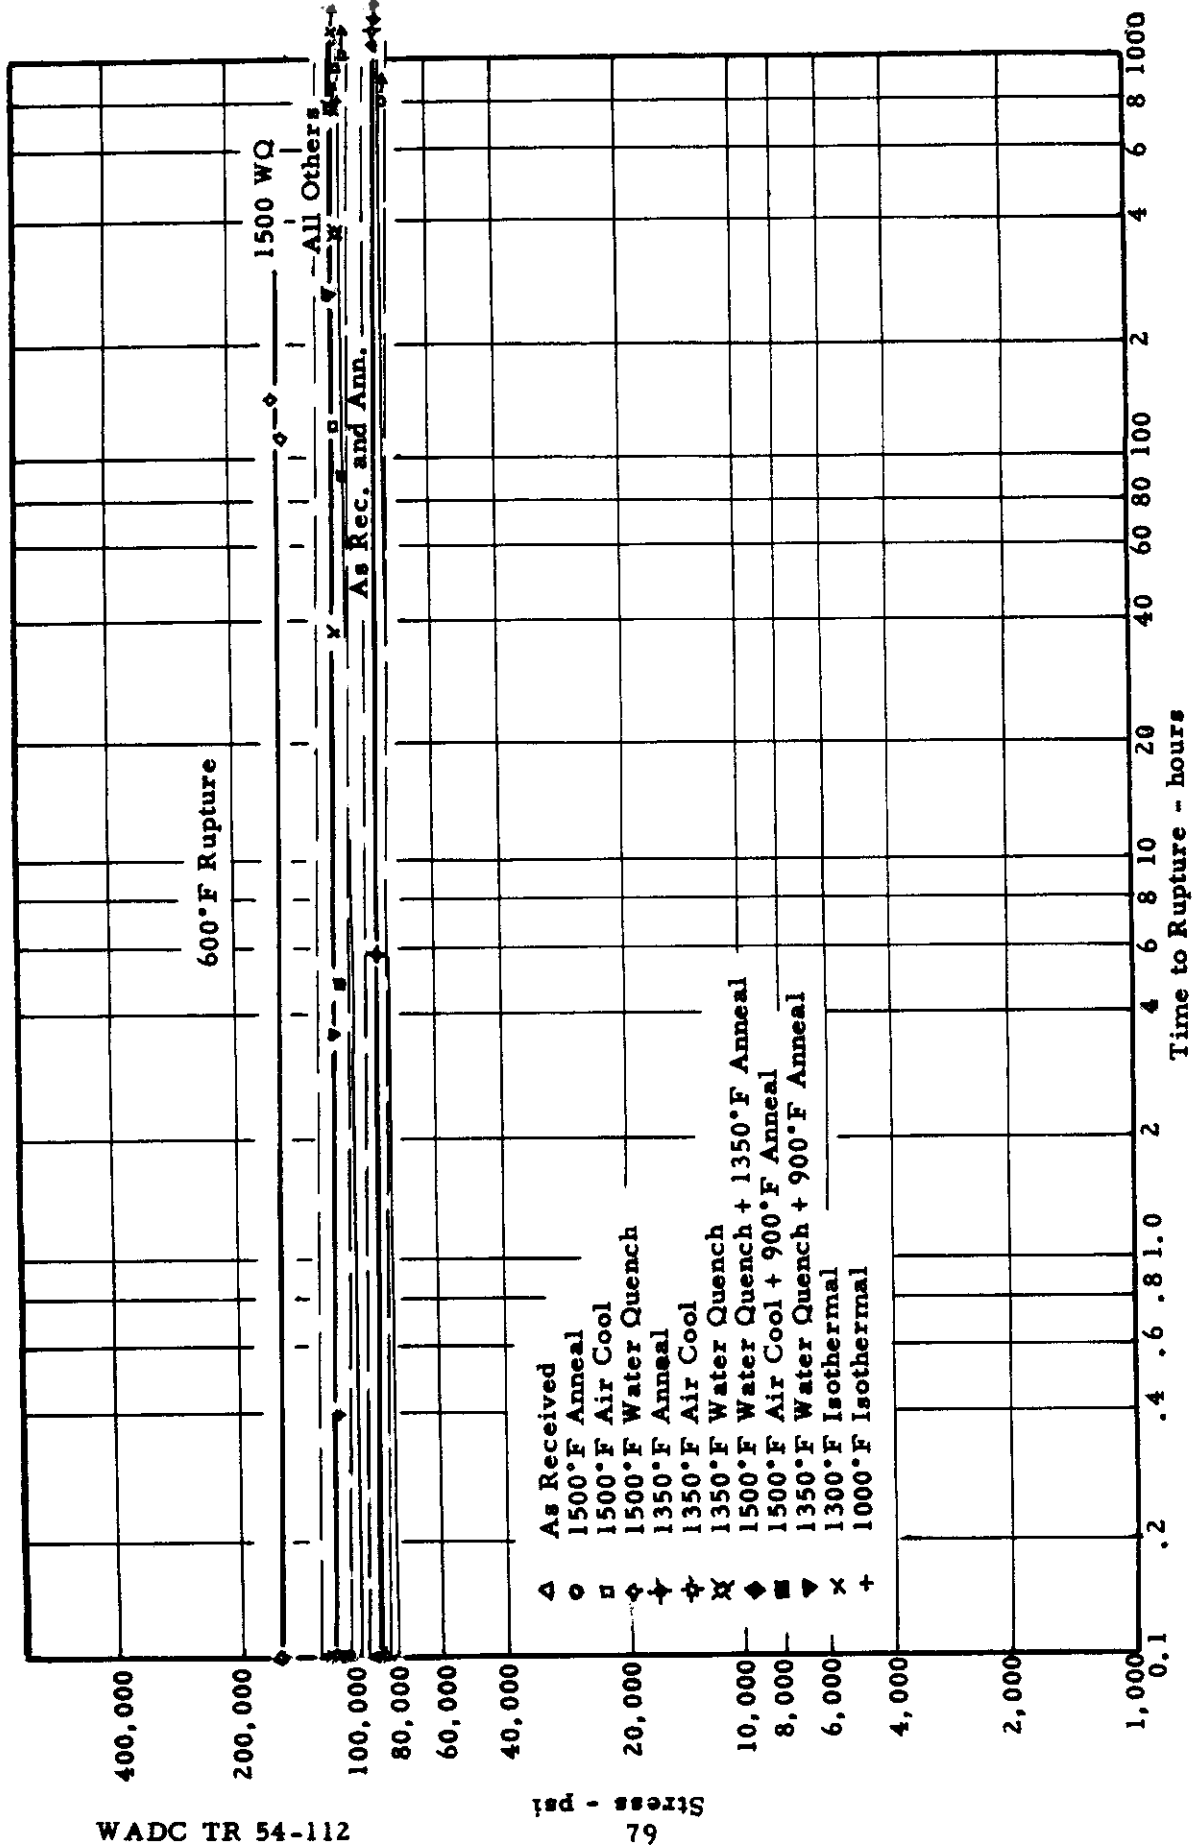 600°F Rupture
1500 WQ
All Others
As Rec. and Ann.
400,000
200,000
100,000
80,000
60,000
40,000
20,000
10,000
8,000
6,000
4,000
2,000
1,000
Stress - psi
0.1
.2
.4
.6
.8
1.0
2
4
6
8
10
20
40
60
80
100
2
4
6
8
1000
Time to Rupture - hours
As Received
1500°F Anneal
1500°F Air Cool
1500°F Water Quench
1350°F Anneal
1350°F Air Cool
1350°F Water Quench
1500°F Water Quench + 1350°F Anneal
1500°F Air Cool + 900°F Anneal
1350°F Water Quench + 900°F Anneal
1300°F Isothermal
1000°F Isothermal
WADC TR 54-112
79